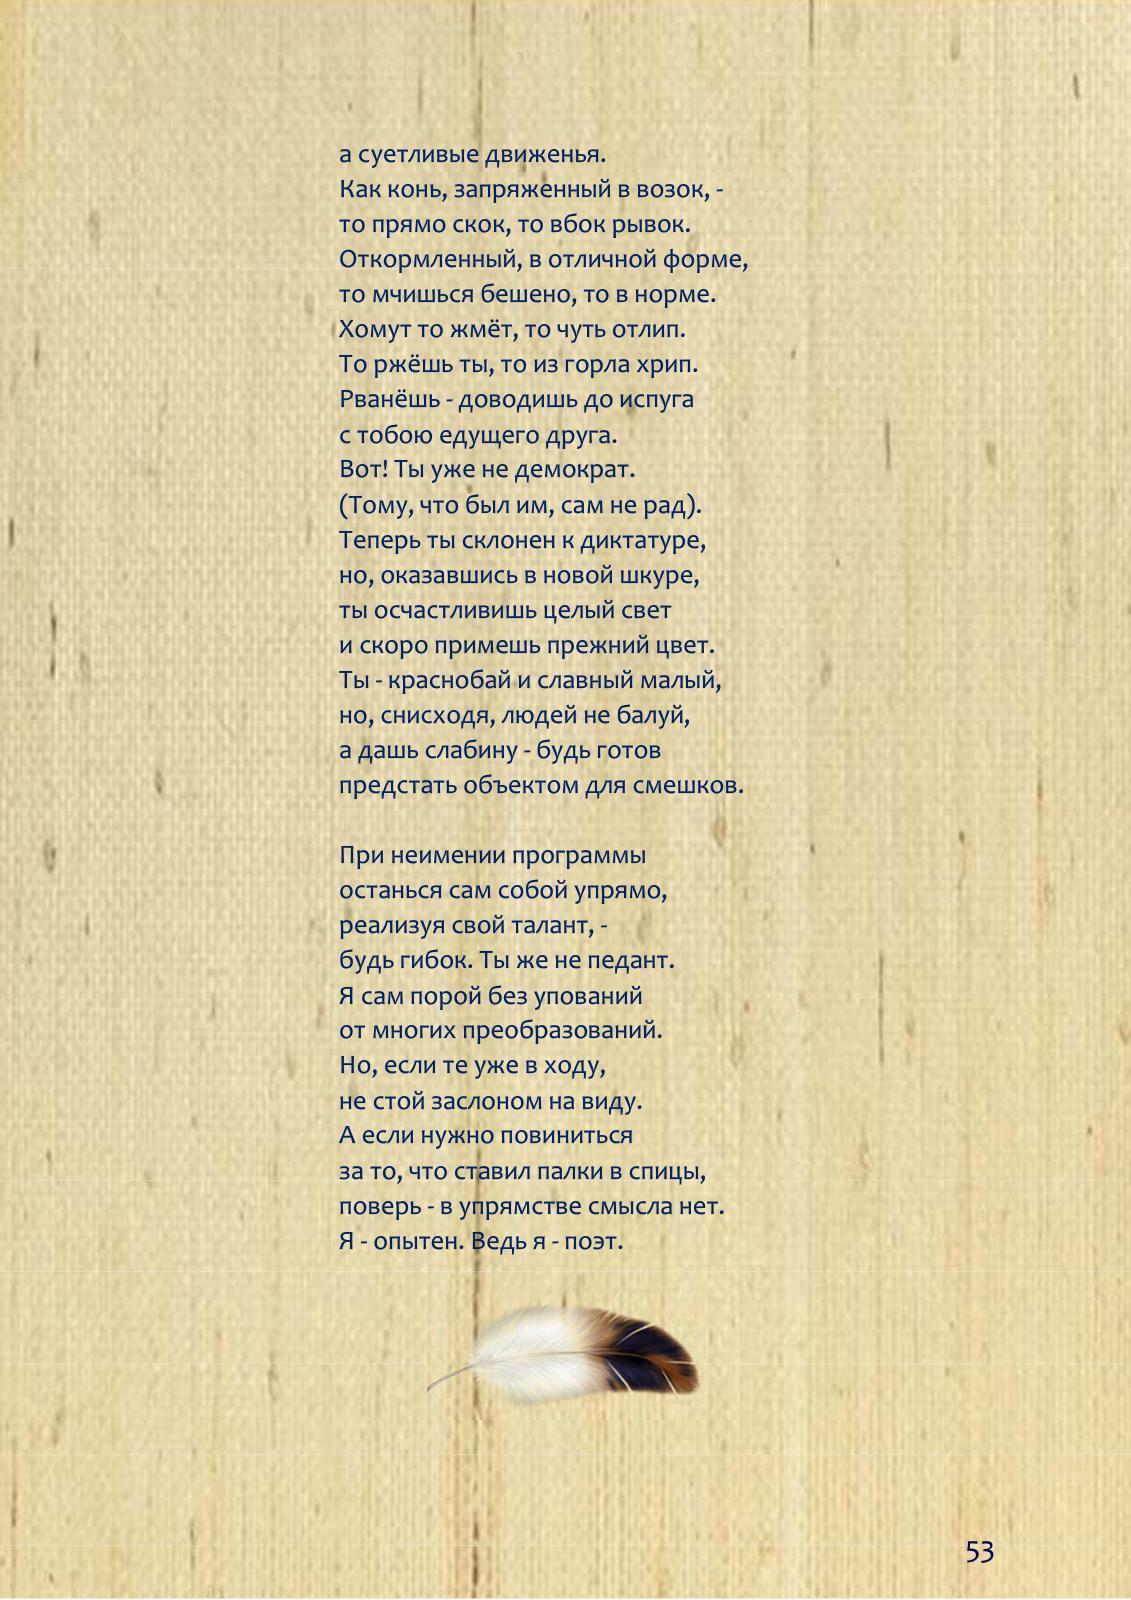 а суетливые движенья.
Как конь, запряженный в возок, -
то прямо скок, то вбок рывок.
Откормленный, в отличной форме,
то мчишься бешено, то в норме.
Хомут то жмёт, то чуть отлип.
То ржёшь ты, то из горла хрип.
Рванёшь - доводишь до испуга
с тобою едущего друга.
Вот! Ты уже не демократ.
(Тому, что был им, сам не рад).
Теперь ты склонен к диктатуре,
но, оказавшись в новой шкуре,
ты осчастливишь целый свет
и скоро примешь прежний цвет.
Ты - краснобай и славный малый,
но, снисходя, людей не балуй,
а дашь слабину - будь готов
предстать объектом для смешков.

При неимении программы
останься сам собой упрямо,
реализуя свой талант, -
будь гибок. Ты же не педант.
Я сам порой без упований
от многих преобразований.
Но, если те уже в ходу,
не стой заслоном на виду.
А если нужно повиниться
за то, что ставил палки в спицы,
поверь - в упрямстве смысла нет.
Я - опытен. Ведь я - поэт.
53